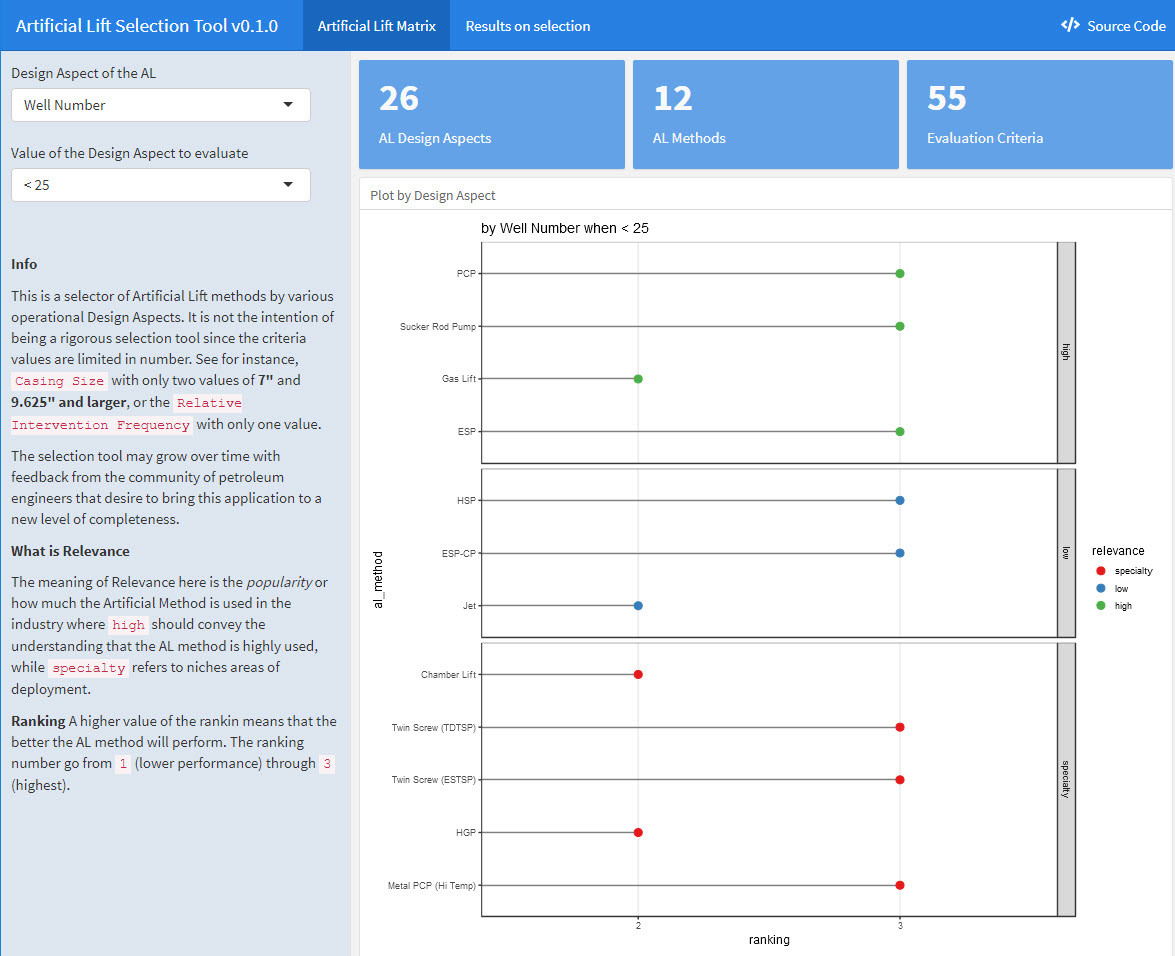 Artificial Lift Selection Tool v0.1.0
Artificial Lift Matrix
Results on selection
</> Source Code
Design Aspect of the AL
Well Number
Value of the Design Aspect to evaluate
< 25
Info
This is a selector of Artificial Lift methods by various
operational Design Aspects. It is not the intention of
being a rigorous selection tool since the criteria
values are limited in number. See for instance,
Casing Size with only two values of 7" and
9.625" and larger, or the Relative
Intervention Frequency with only one value.
The selection tool may grow over time with
feedback from the community of petroleum
engineers that desire to bring this application to a
new level of completeness.
What is Relevance
The meaning of Relevance here is the popularity or
how much the Artificial Method is used in the
industry where high should convey the
understanding that the AL method is highly used,
while specialty refers to niches areas of
deployment.
Ranking A higher value of the rankin means that the
better the AL method will perform. The ranking
number go from 1 (lower performance) through 3
(highest).
26
AL Design Aspects
12
AL Methods
55
Evaluation Criteria
Plot by Design Aspect
by Well Number when < 25
al_method
PCP
Sucker Rod Pump
Gas Lift
ESP
high
HSP
ESP-CP
Jet
low
Chamber Lift
Twin Screw (TDTSP)
Twin Screw (ESTSP)
HGP
Metal PCP (Hi Temp)
specialty
2
3
ranking
relevance
specialty
low
high